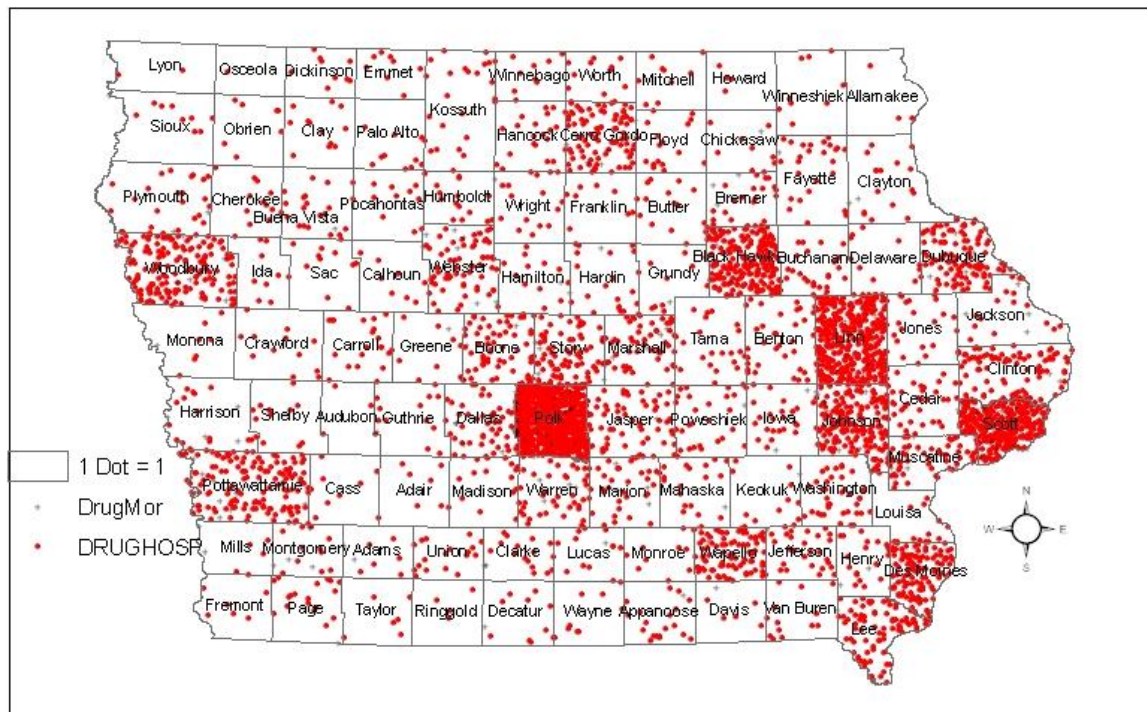 Lyon Osceola Dickinson Emmet Winnebago Worth Mitchell Howard
Kossuth Winneshiek Allamakee
Sioux Obrien Clay Palo Alto Hancock Cerro Gordo Floyd Chickasaw
Plymouth Cherokee Buena Vista Pocahontas Humboldt Wright Franklin Butler Bremer Fayette Clayton
Woodbury Ida Sac Calhoun Webster Hamilton Hardin Grundy Black Hawk Buchanan Delaware Dubuque
Monona Crawford Carroll Greene Boone Story Marshall Tama Benton Linn Jones Jackson
Clinton
Harrison Shelby Audubon Guthrie Dallas Polk Jasper Poweshiek Iowa Johnson Cedar Scott
Muscatine
1 Dot = 1
Pottawattamie Cass Adair Madison Warren Marion Mahaska Keokuk Washington
Louisa
DrugMor
DRUGHOSP
Mills Montgomery Adams Union Clarke Lucas Monroe Wapello Jefferson Henry Des Moines
Fremont Page Taylor Ringgold Decatur Wayne Appanoose Davis Van Buren Lee
N
W E
S